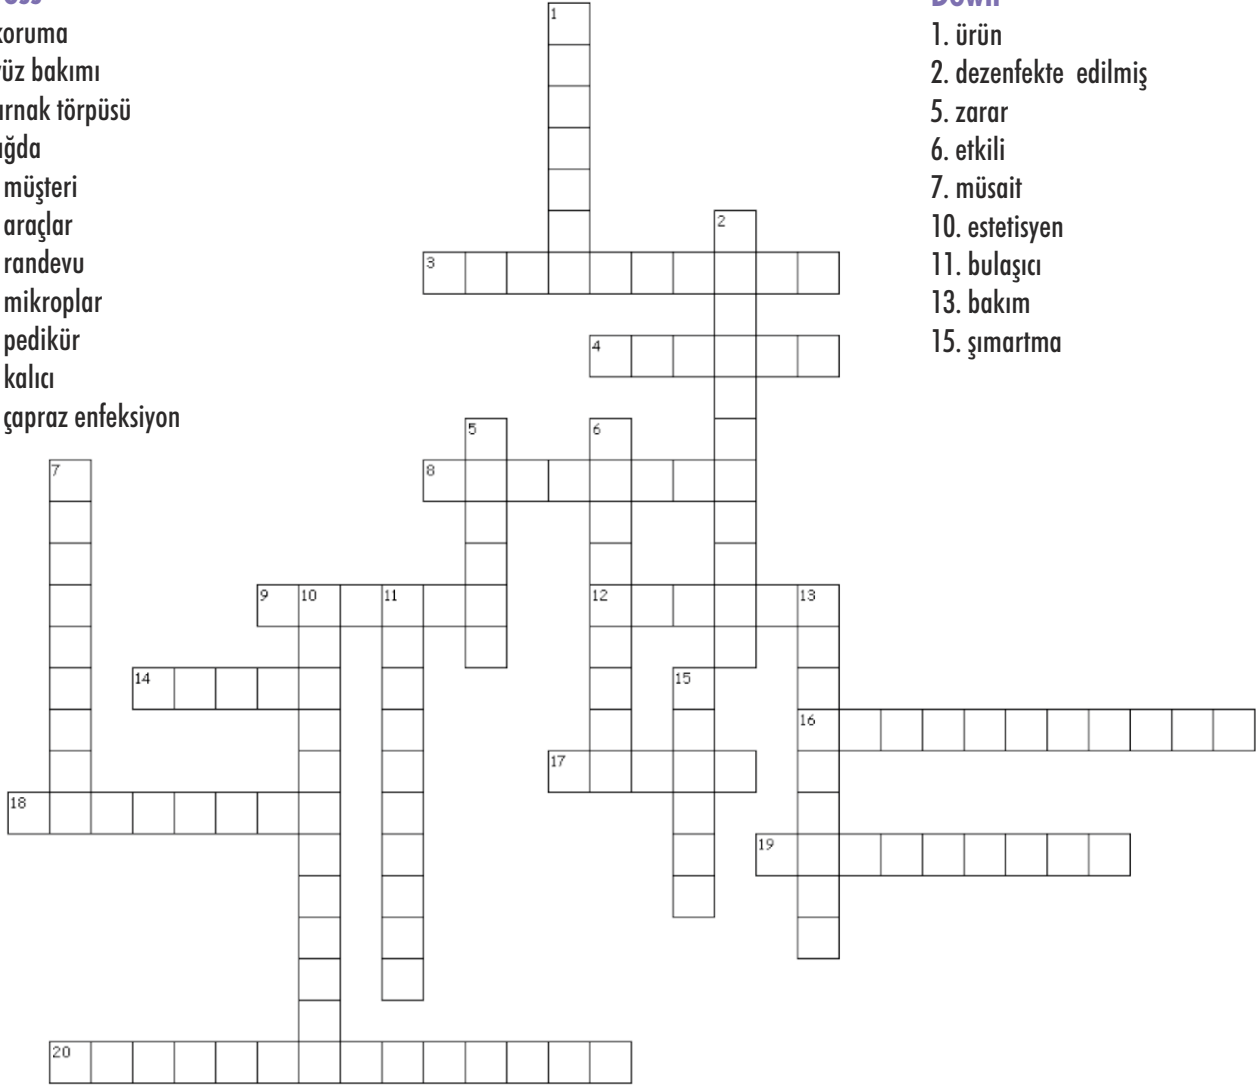 oss
koruma
yüz bakımı
ırnak törpüsü
ağda
müşteri
araçlar
randevu
mikroplar
pedikür
kalıcı
çapraz enfeksiyon
Down
1. ürün
2. dezenfekte edilmiş
5. zarar
6. etkili
7. müsait
10. estetisyen
11. bulaşıcı
13. bakım
15. şımartma
1
2
3
4
5 6
7 8
9 10 11 12 13
14 15
16
17
18
19
20